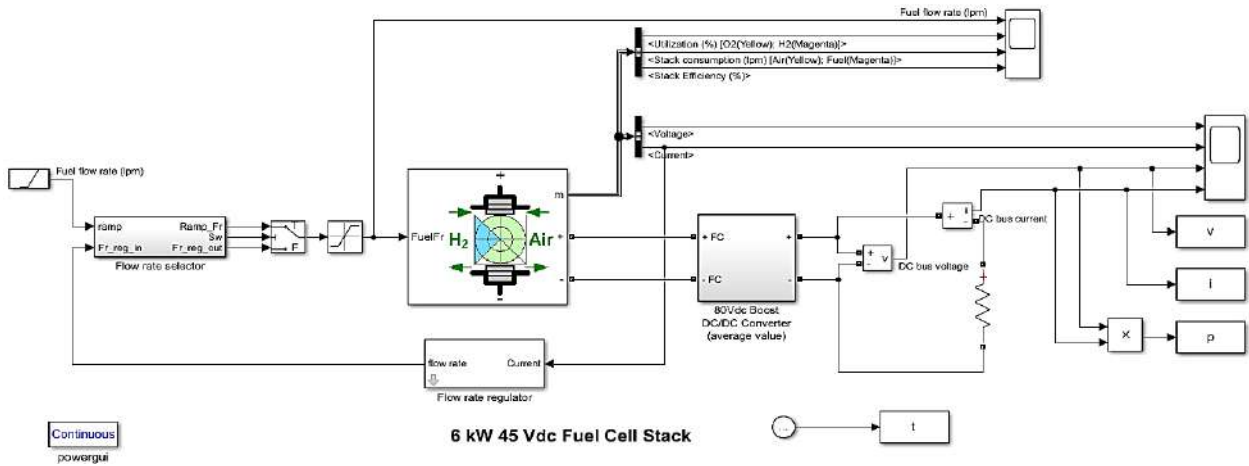 Fuel flow rate (lpm)
<Utilization (%) [O2(Yellow); H2(Magenta)]>
<Stack consumption (lpm) [Air(Yellow); Fuel(Magenta)]>
<Stack Efficiency (%)>
<Voltage>
<Current>
Fuel flow rate (lpm)
ramp
Fr_reg_in
Ramp_Fr
Sw
Fr_reg_out
Flow rate selector
T
F
FuelFr
H2
Air
m
+
-
+
-
+ FC
- FC
+
-
80Vdc Boost
DC/DC Converter
(average value)
+
-
v
DC bus voltage
+
-
i
DC bus current
+
v
i
×
p
flow rate
Current
Flow rate regulator
Continuous
powergui
6 kW 45 Vdc Fuel Cell Stack
...
t